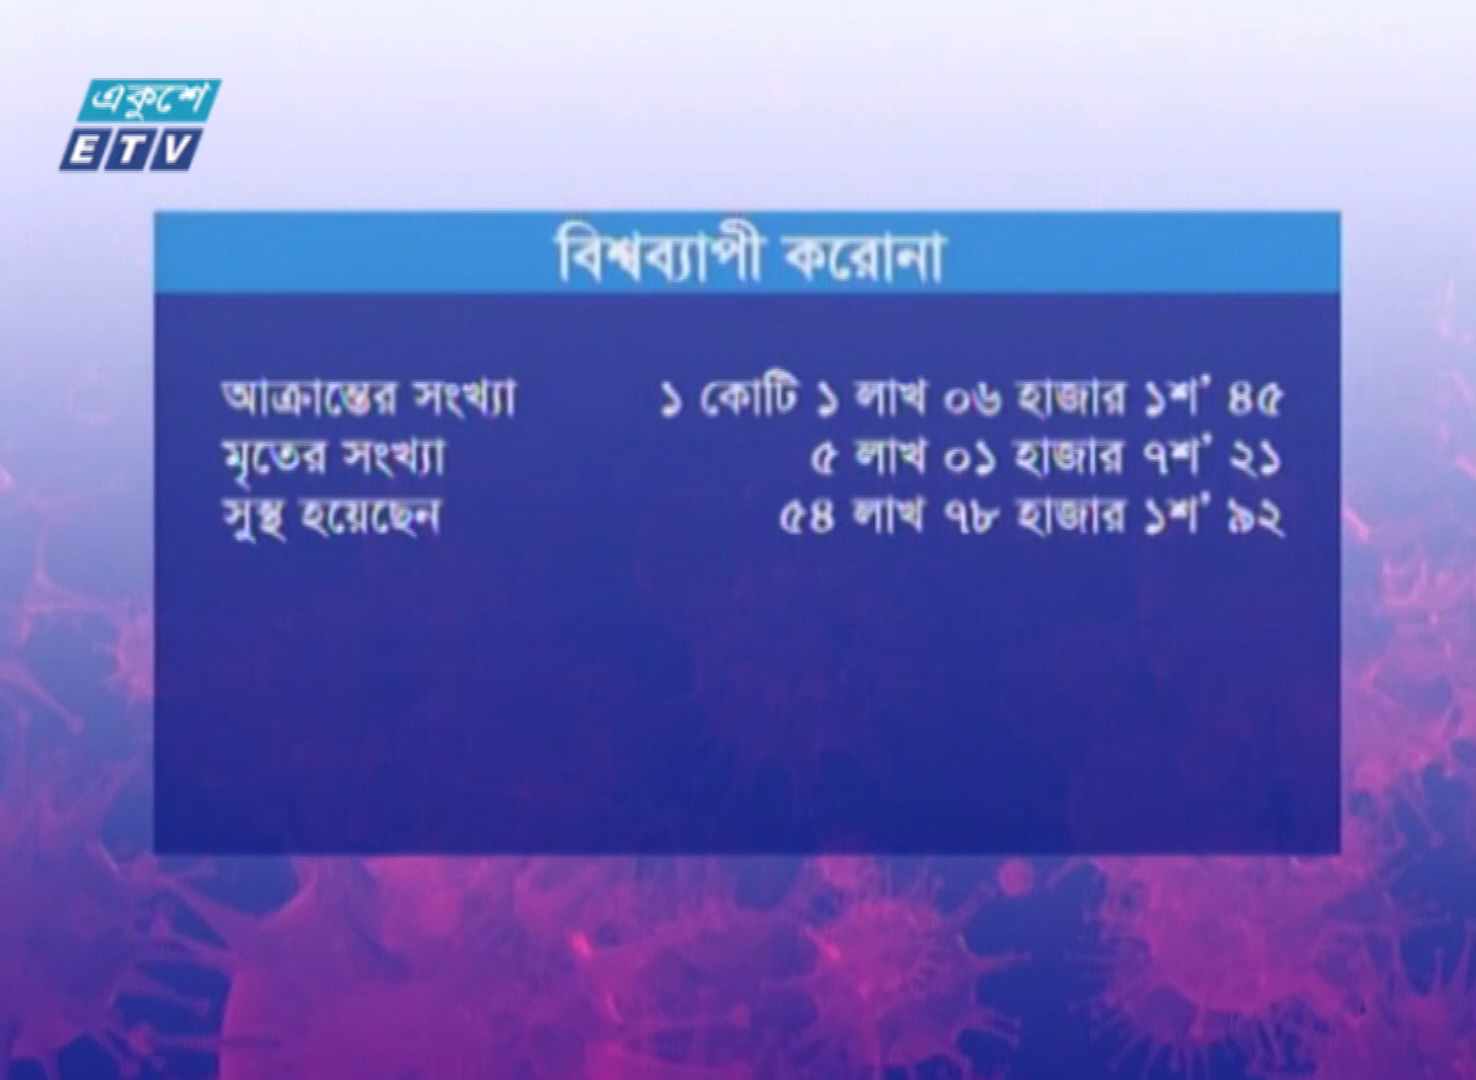 একুশে
ETV
বিশ্বব্যাপী করোনা
আক্রান্তের সংখ্যা ১ কোটি ১ লাখ ০৬ হাজার ১শ' ৪৫
মৃতের সংখ্যা ৫ লাখ ০১ হাজার ৭শ' ২১
সুস্থ হয়েছেন ৫৪ লাখ ৭৮ হাজার ১শ' ৯২